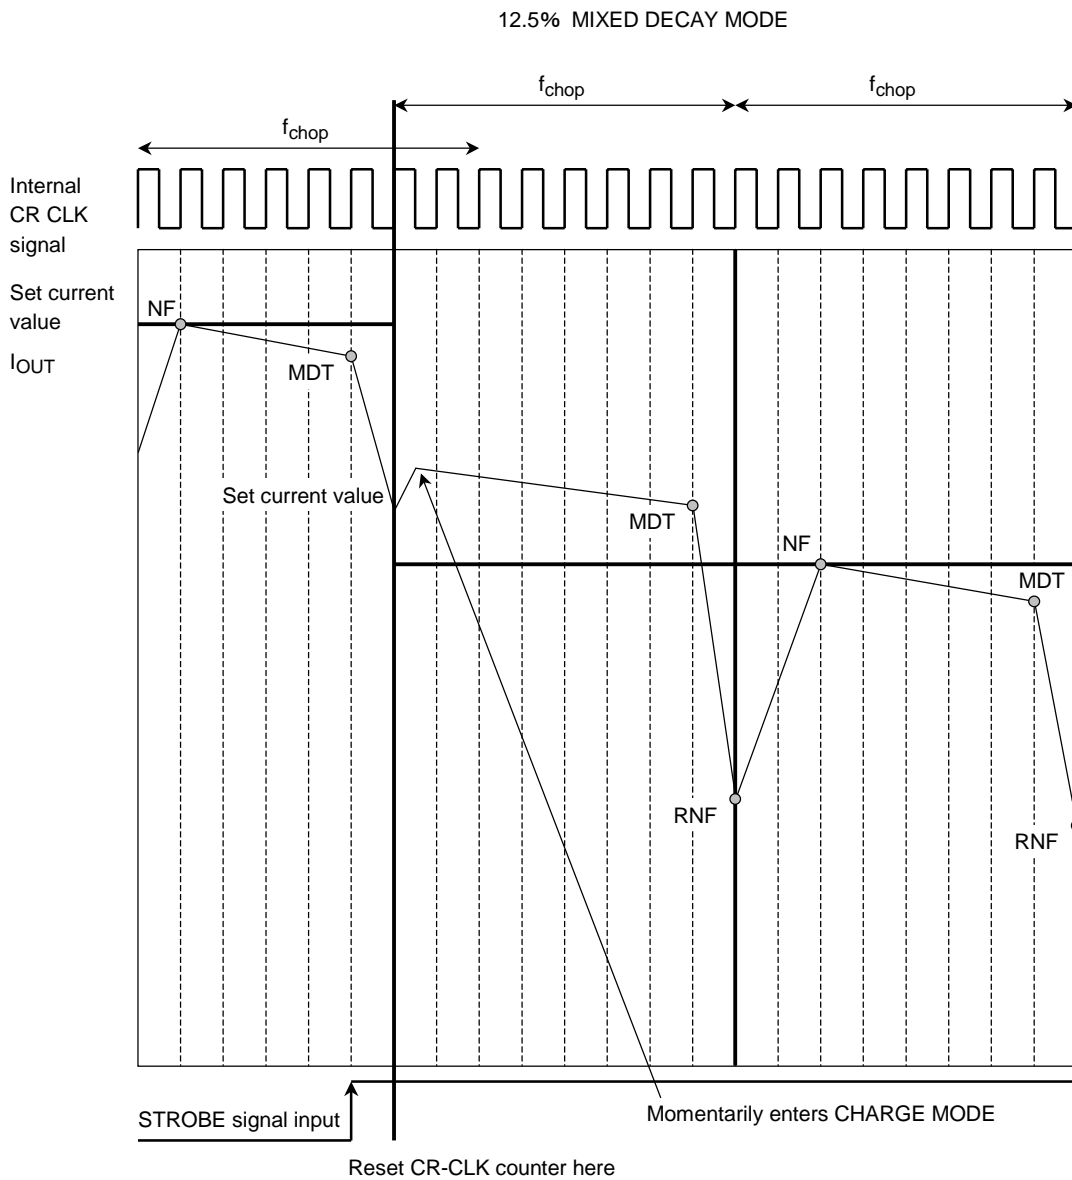 12.5% MIXED DECAY MODE
fchop
fchop
fchop
Internal
CR CLK
signal
Set current
value
IOUT
NF
MDT
Set current value
MDT
NF
MDT
RNF
RNF
STROBE signal input
Momentarily enters CHARGE MODE
Reset CR-CLK counter here